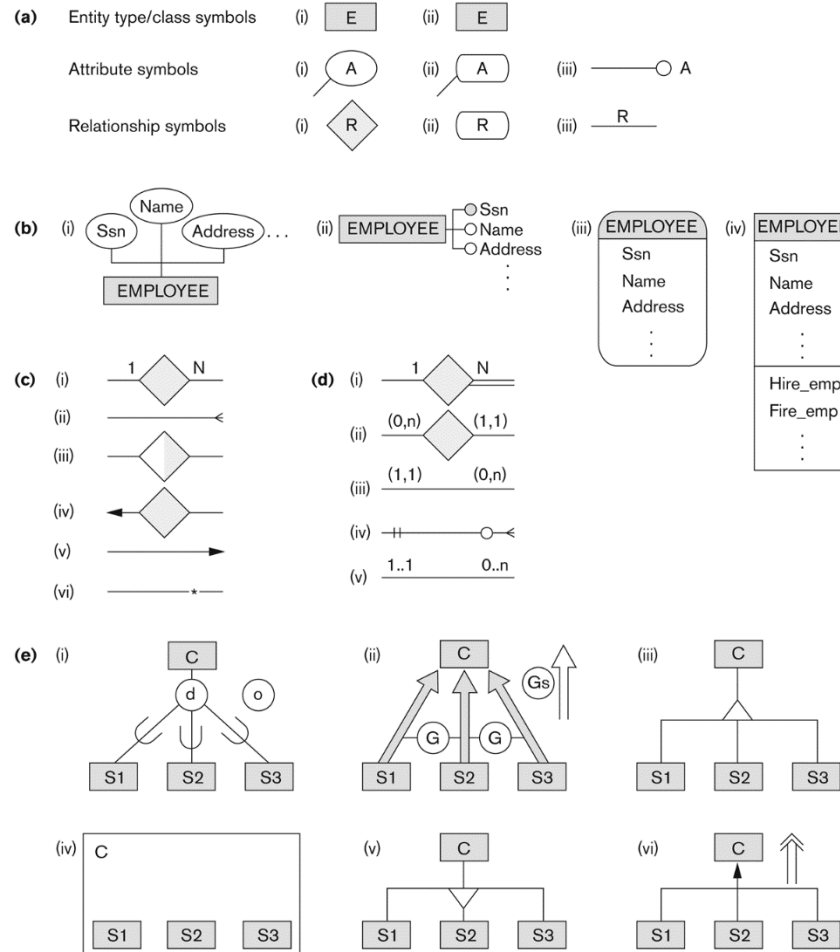 (a) Entity type/class symbols (i) E (ii) E
Attribute symbols (i) A (ii) A (iii) A
Relationship symbols (i) R (ii) R (iii) R
(b) (i) Ssn Name Address . . .
EMPLOYEE
(ii) EMPLOYEE Ssn
Name
Address
(iii) EMPLOYEE
Ssn
Name
Address
(iv) EMPLOYEE
Ssn
Name
Address
Hire_emp
Fire_emp
(c) (i) 1 N
(ii)
(iii)
(iv)
(v)
(vi) *
(d) (i) 1 N
(ii) (0,n) (1,1)
(iii) (1,1) (0,n)
(iv)
(v) 1..1 0..n
(e) (i) C
d o
S1 S2 S3
(ii) C
Gs
G G
S1 S2 S3
(iii) C
S1 S2 S3
(iv) C
S1 S2 S3
(v) C
S1 S2 S3
(vi) C
S1 S2 S3